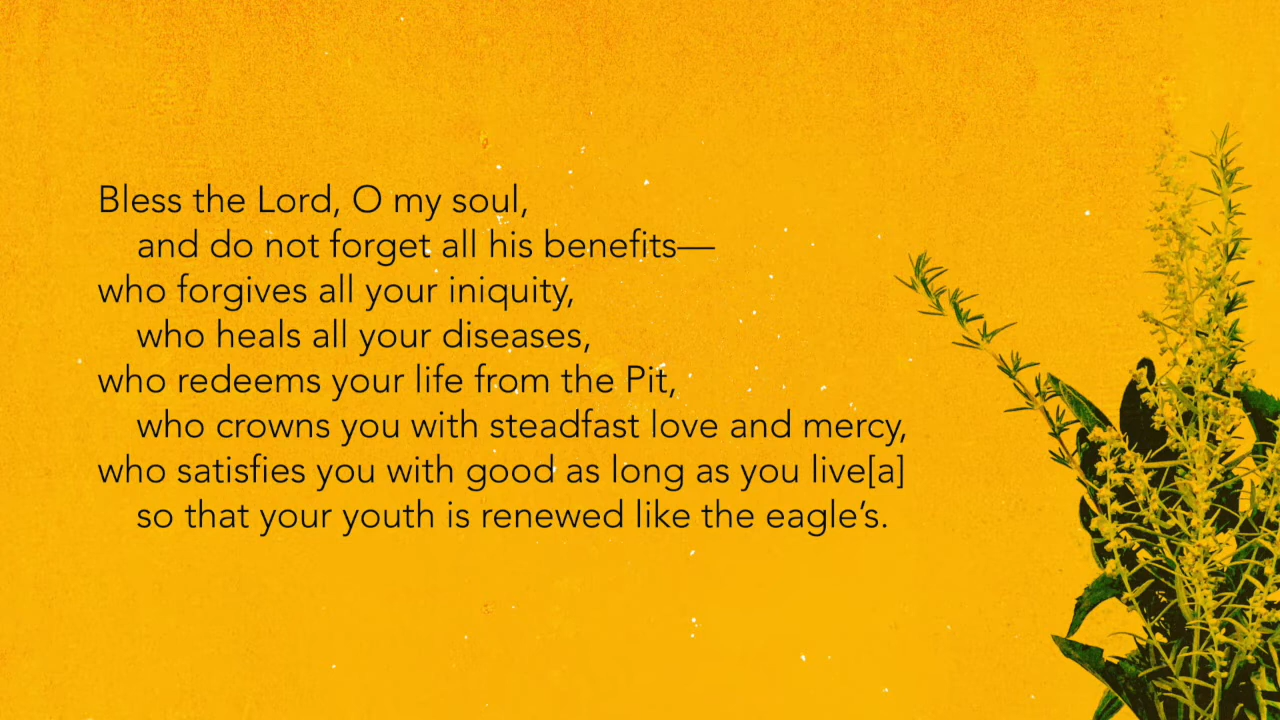 Bless the Lord, O my soul,
and do not forget all his benefits—
who forgives all your iniquity,
who heals all your diseases,
who redeems your life from the Pit,
who crowns you with steadfast love and mercy,
who satisfies you with good as long as you live[a]
so that your youth is renewed like the eagle’s.